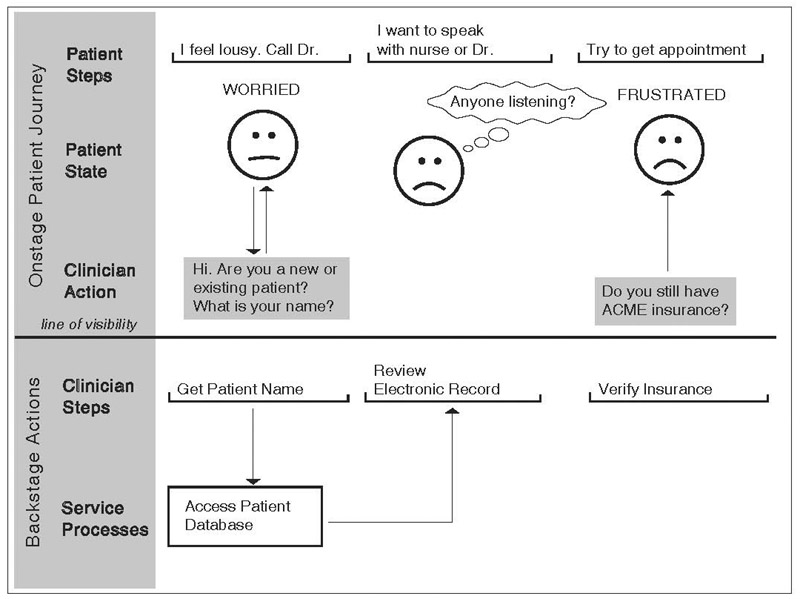 Onstage Patient Journey
Patient
Steps
I feel lousy. Call Dr.
I want to speak
with nurse or Dr.
Try to get appointment
Patient
State
WORRIED
Anyone listening?
FRUSTRATED
Clinician
Action
Hi. Are you a new or
existing patient?
What is your name?
Do you still have
ACME insurance?
line of visibility
Backstage Actions
Clinician
Steps
Get Patient Name
Review
Electronic Record
Verify Insurance
Service
Processes
Access Patient
Database